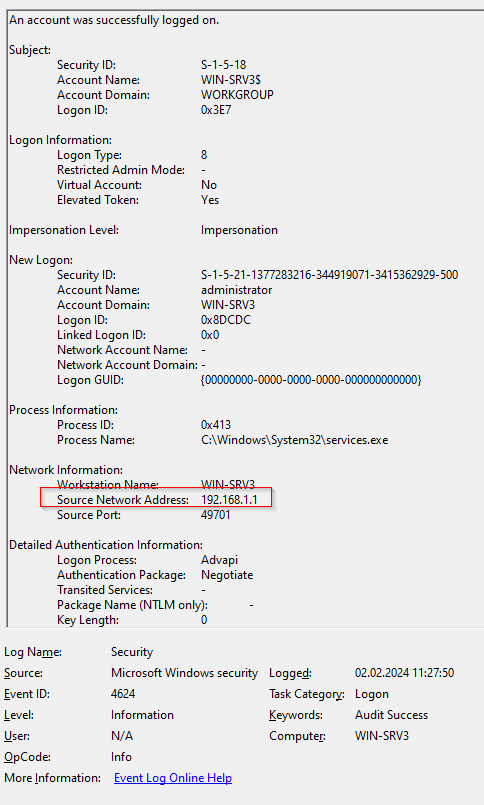 An account was successfully logged on.
Subject:
Security ID: S-1-5-18
Account Name: WIN-SRV3$
Account Domain: WORKGROUP
Logon ID: 0x3E7
Logon Information:
Logon Type: 8
Restricted Admin Mode: -
Virtual Account: No
Elevated Token: Yes
Impersonation Level: Impersonation
New Logon:
Security ID: S-1-5-21-1377283216-344919071-3415362929-500
Account Name: administrator
Account Domain: WIN-SRV3
Logon ID: 0x8DCDC
Linked Logon ID: 0x0
Network Account Name: -
Network Account Domain: -
Logon GUID: {00000000-0000-0000-0000-000000000000}
Process Information:
Process ID: 0x413
Process Name: C:\Windows\System32\services.exe
Network Information:
Workstation Name: WIN-SRV3
Source Network Address: 192.168.1.1
Source Port: 49701
Detailed Authentication Information:
Logon Process: Advapi
Authentication Package: Negotiate
Transited Services: -
Package Name (NTLM only): -
Key Length: 0
Log Name: Security
Source: Microsoft Windows security Logged: 02.02.2024 11:27:50
Event ID: 4624 Task Category: Logon
Level: Information Keywords: Audit Success
User: N/A Computer: WIN-SRV3
OpCode: Info
More Information: Event Log Online Help